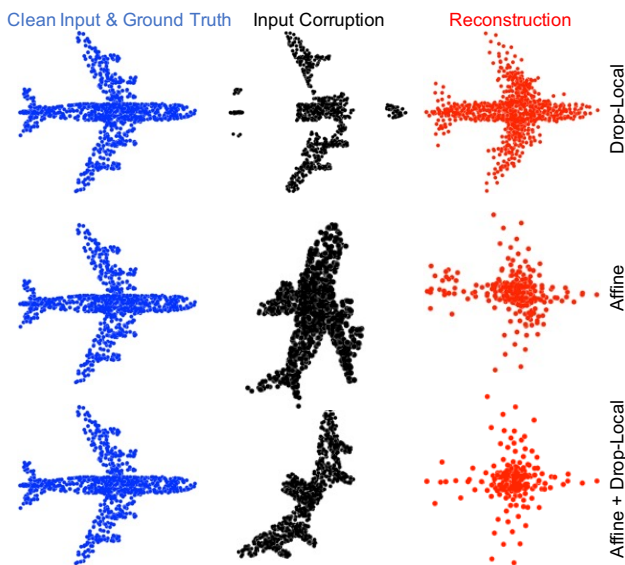 Clean Input & Ground Truth
Input Corruption
Reconstruction
Drop-Local
Affine
Affine + Drop-Local